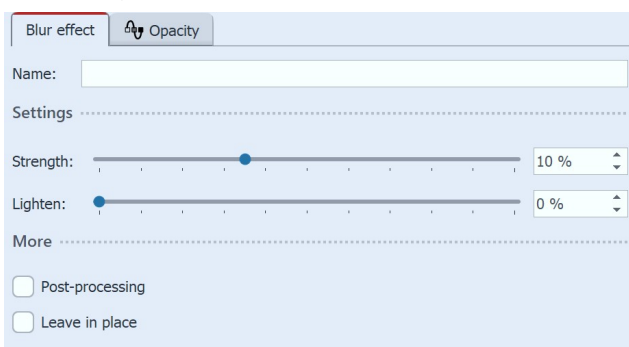 Blur effect Opacity
Name:
Settings
Strength: 10 %
Lighten: 0 %
More
Post-processing
Leave in place